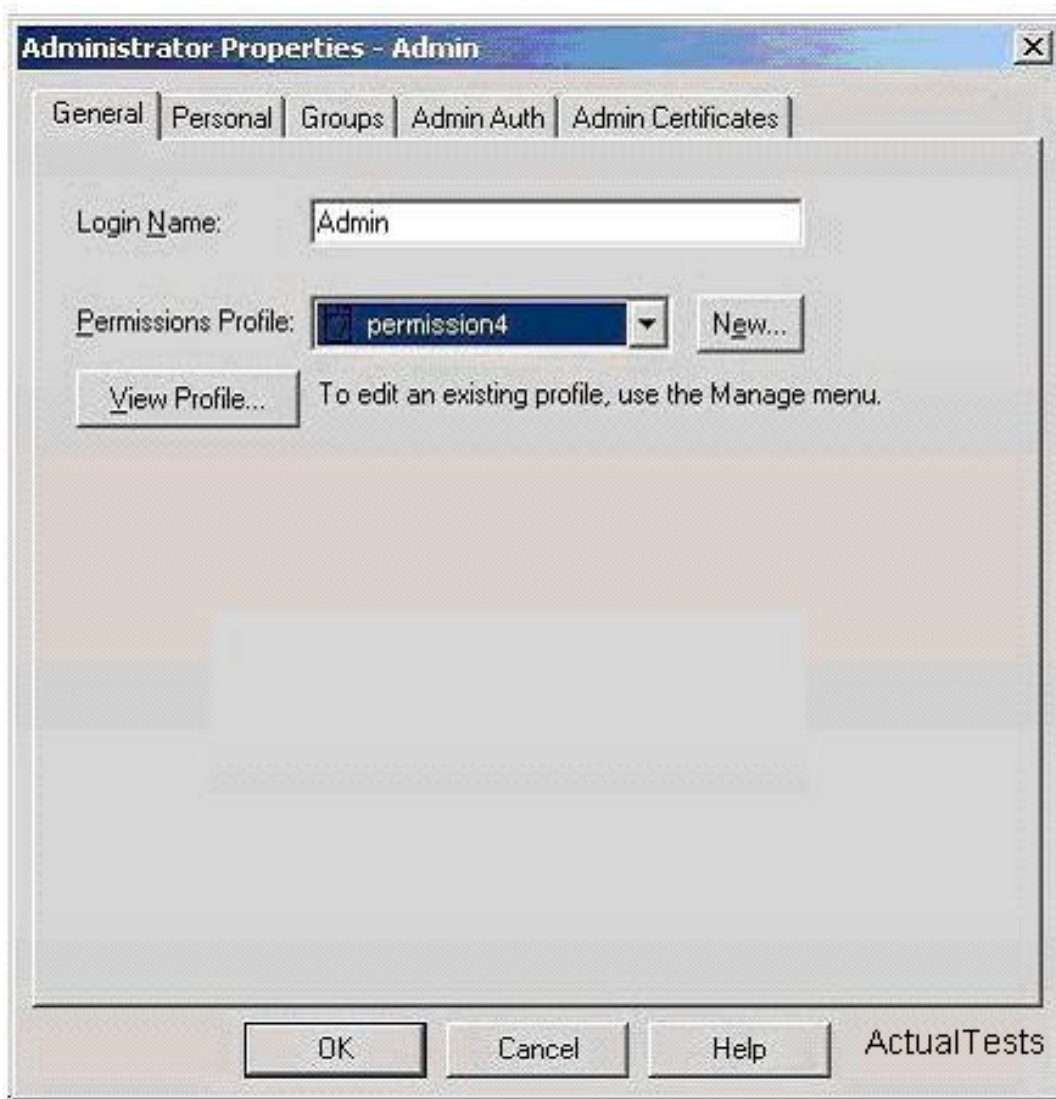 Administrator Properties - Admin
General Personal Groups Admin Auth Admin Certificates
Login Name: Admin
Permissions Profile: permission4 New...
View Profile... To edit an existing profile, use the Manage menu.
OK Cancel Help ActualTests